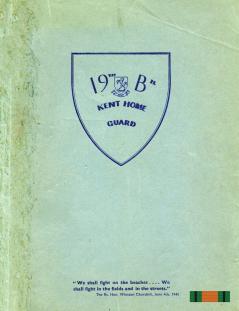 19TH BN
KENT HOME
GUARD
"We shall fight on the beaches .... We
shall fight in the fields and in the streets."
The Rt. Hon. Winston Churchill, June 4th, 1940